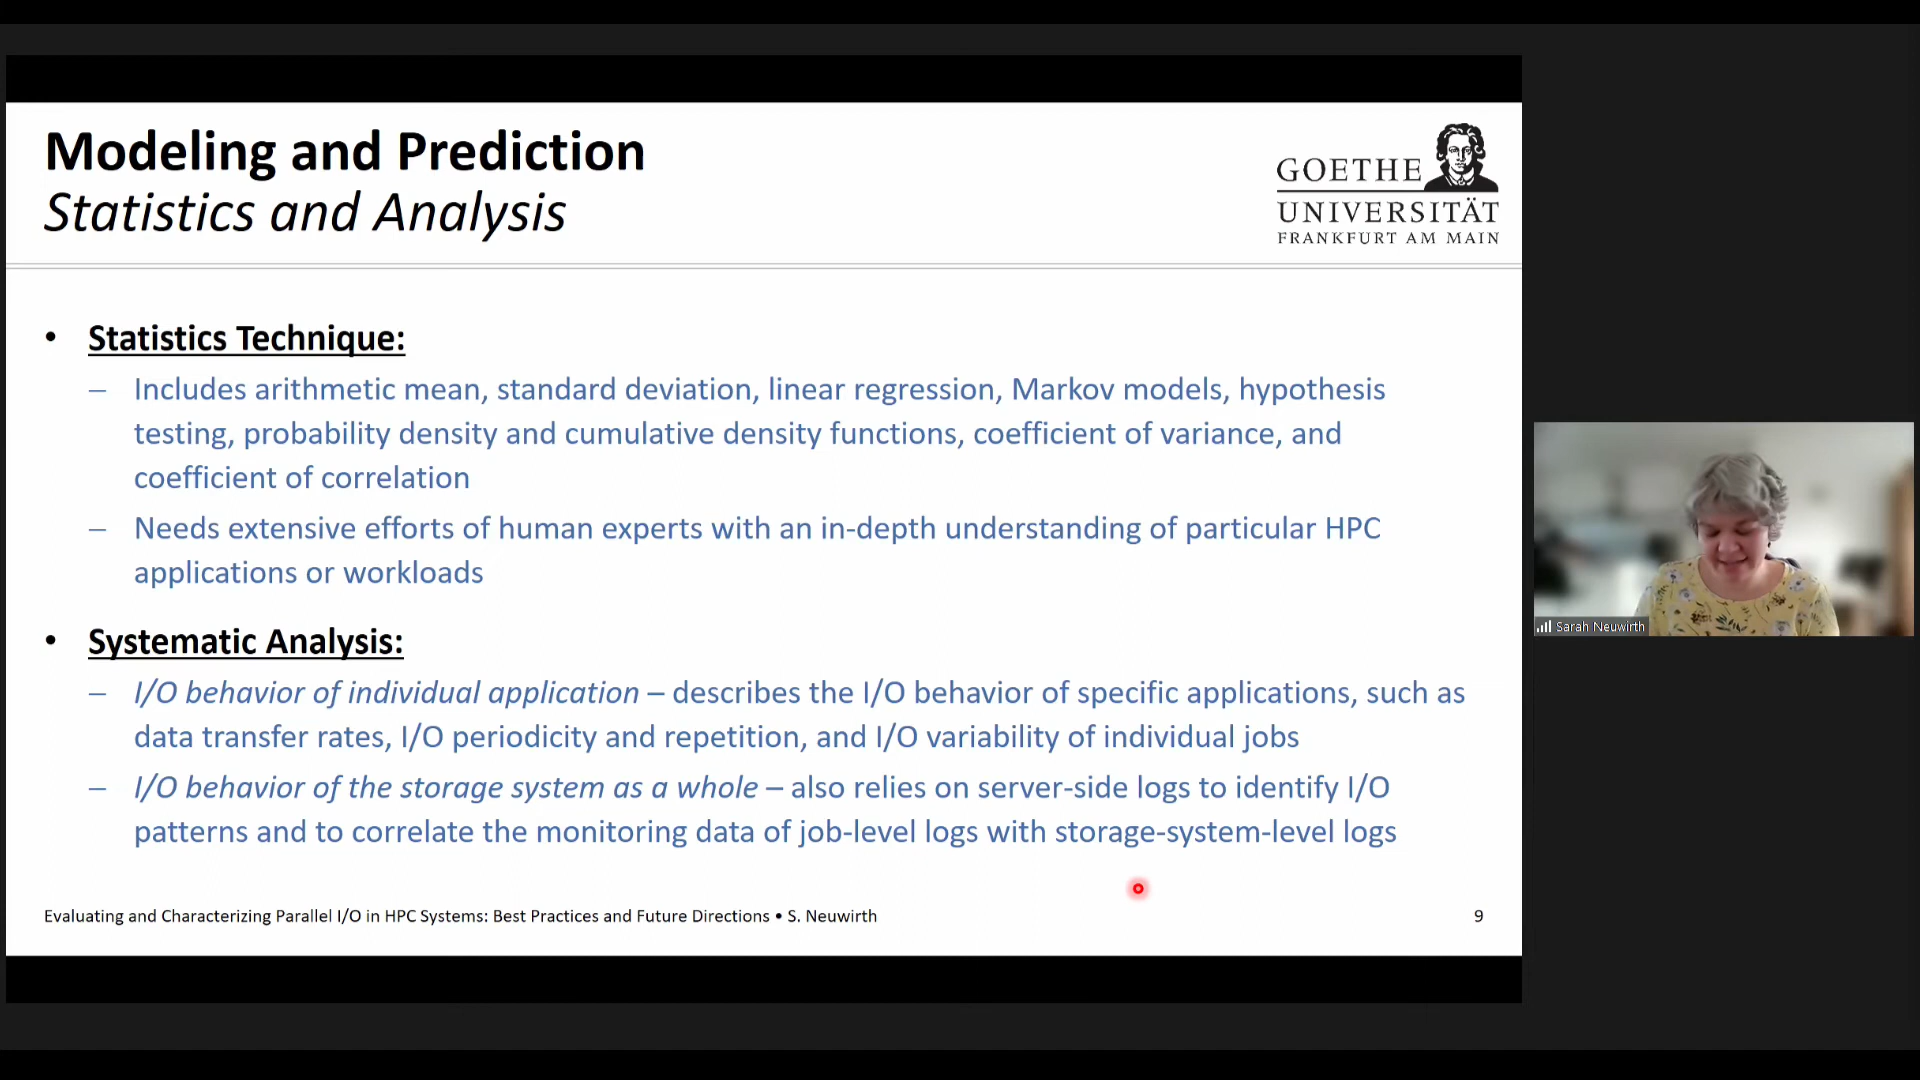 Modeling and Prediction
Statistics and Analysis
GOETHE
UNIVERSITÄT
FRANKFURT AM MAIN
• Statistics Technique:
– Includes arithmetic mean, standard deviation, linear regression, Markov models, hypothesis
testing, probability density and cumulative density functions, coefficient of variance, and
coefficient of correlation
– Needs extensive efforts of human experts with an in-depth understanding of particular HPC
applications or workloads
• Systematic Analysis:
– I/O behavior of individual application – describes the I/O behavior of specific applications, such as
data transfer rates, I/O periodicity and repetition, and I/O variability of individual jobs
– I/O behavior of the storage system as a whole – also relies on server-side logs to identify I/O
patterns and to correlate the monitoring data of job-level logs with storage-system-level logs
Evaluating and Characterizing Parallel I/O in HPC Systems: Best Practices and Future Directions • S. Neuwirth
9
Sarah Neuwirth